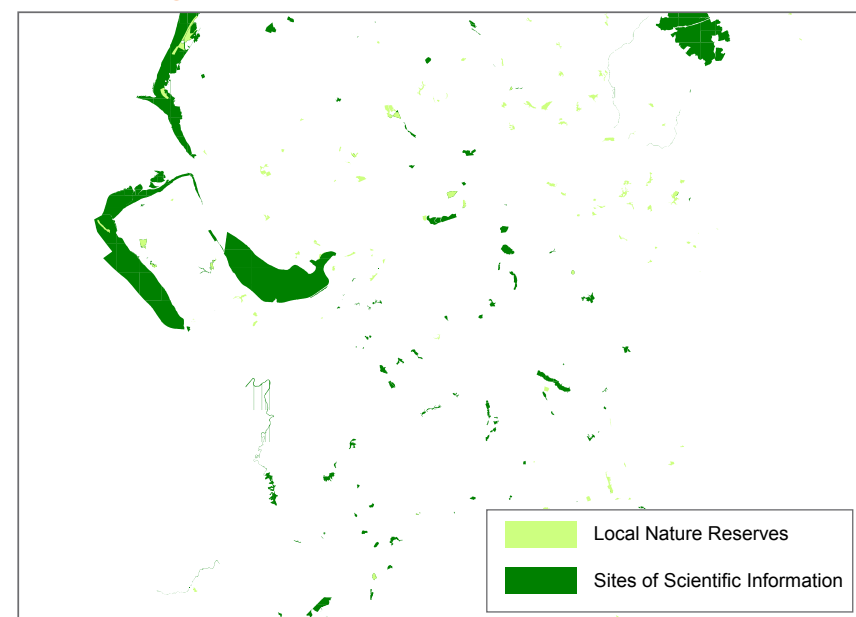 Local Nature Reserves
Sites of Scientific Information